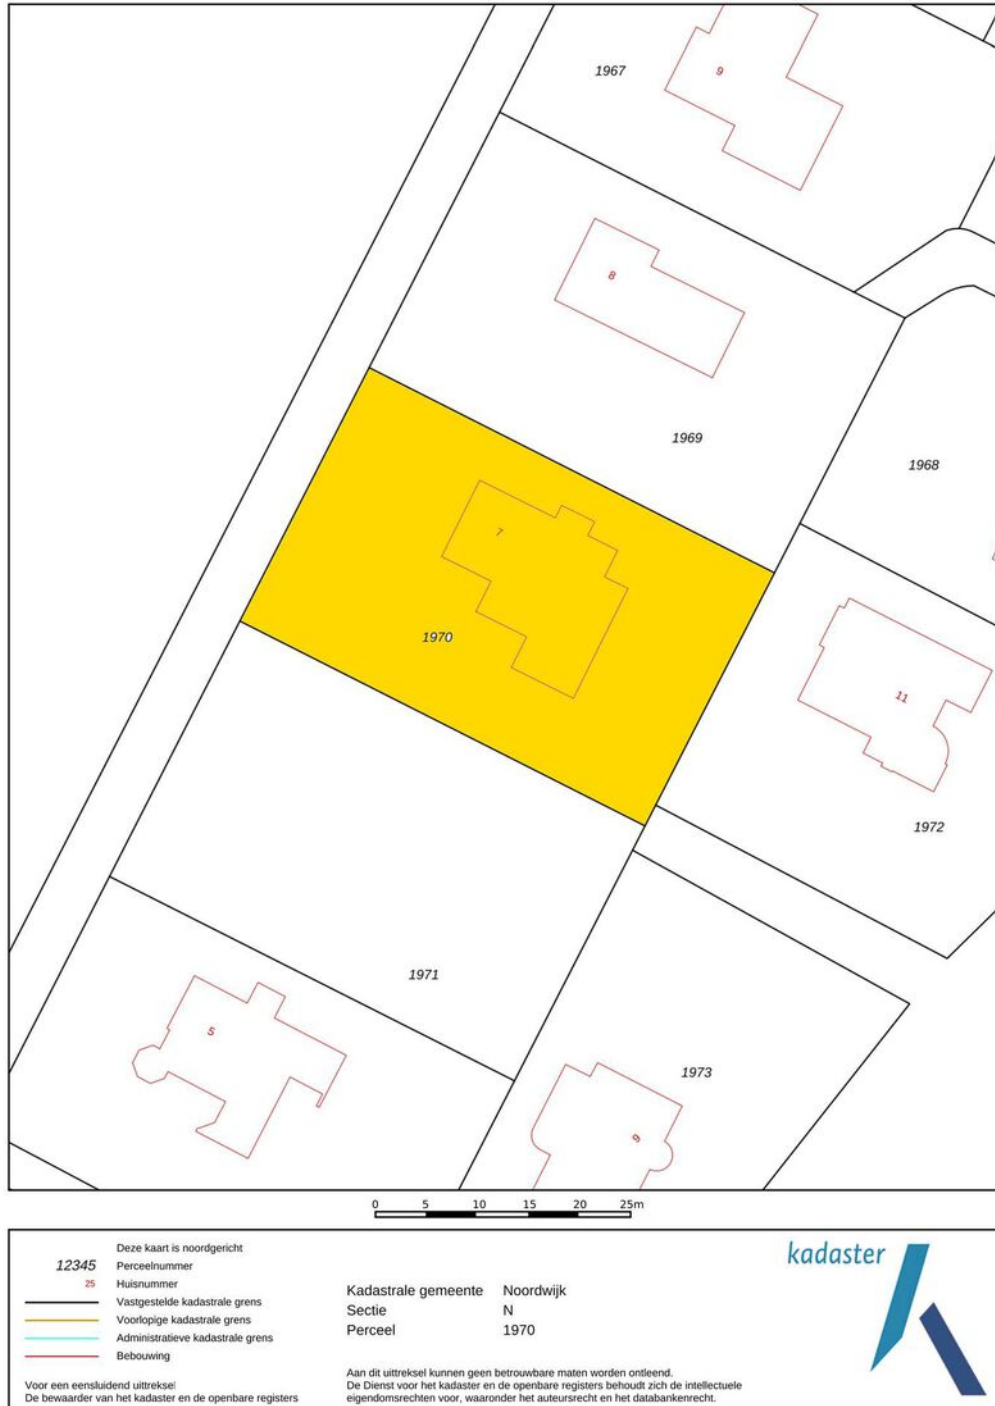 1967
9
8
1969
1968
7
1970
11
1972
1971
5
1973
9
0 5 10 15 20 25m
Deze kaart is noordgericht
12345 Perceelnummer
25 Huisnummer
Vastgestelde kadastrale grens
Voorlopige kadastrale grens
Administratieve kadastrale grens
Bebouwing
Voor een eensluidend uittreksel
De bewaarder van het kadaster en de openbare registers
Kadastrale gemeente Noordwijk
Sectie N
Perceel 1970
Aan dit uittreksel kunnen geen betrouwbare maten worden ontleend.
De Dienst voor het kadaster en de openbare registers behoudt zich de intellectuele
eigendomsrechten voor, waaronder het auteursrecht en het databankenrecht.
kadaster